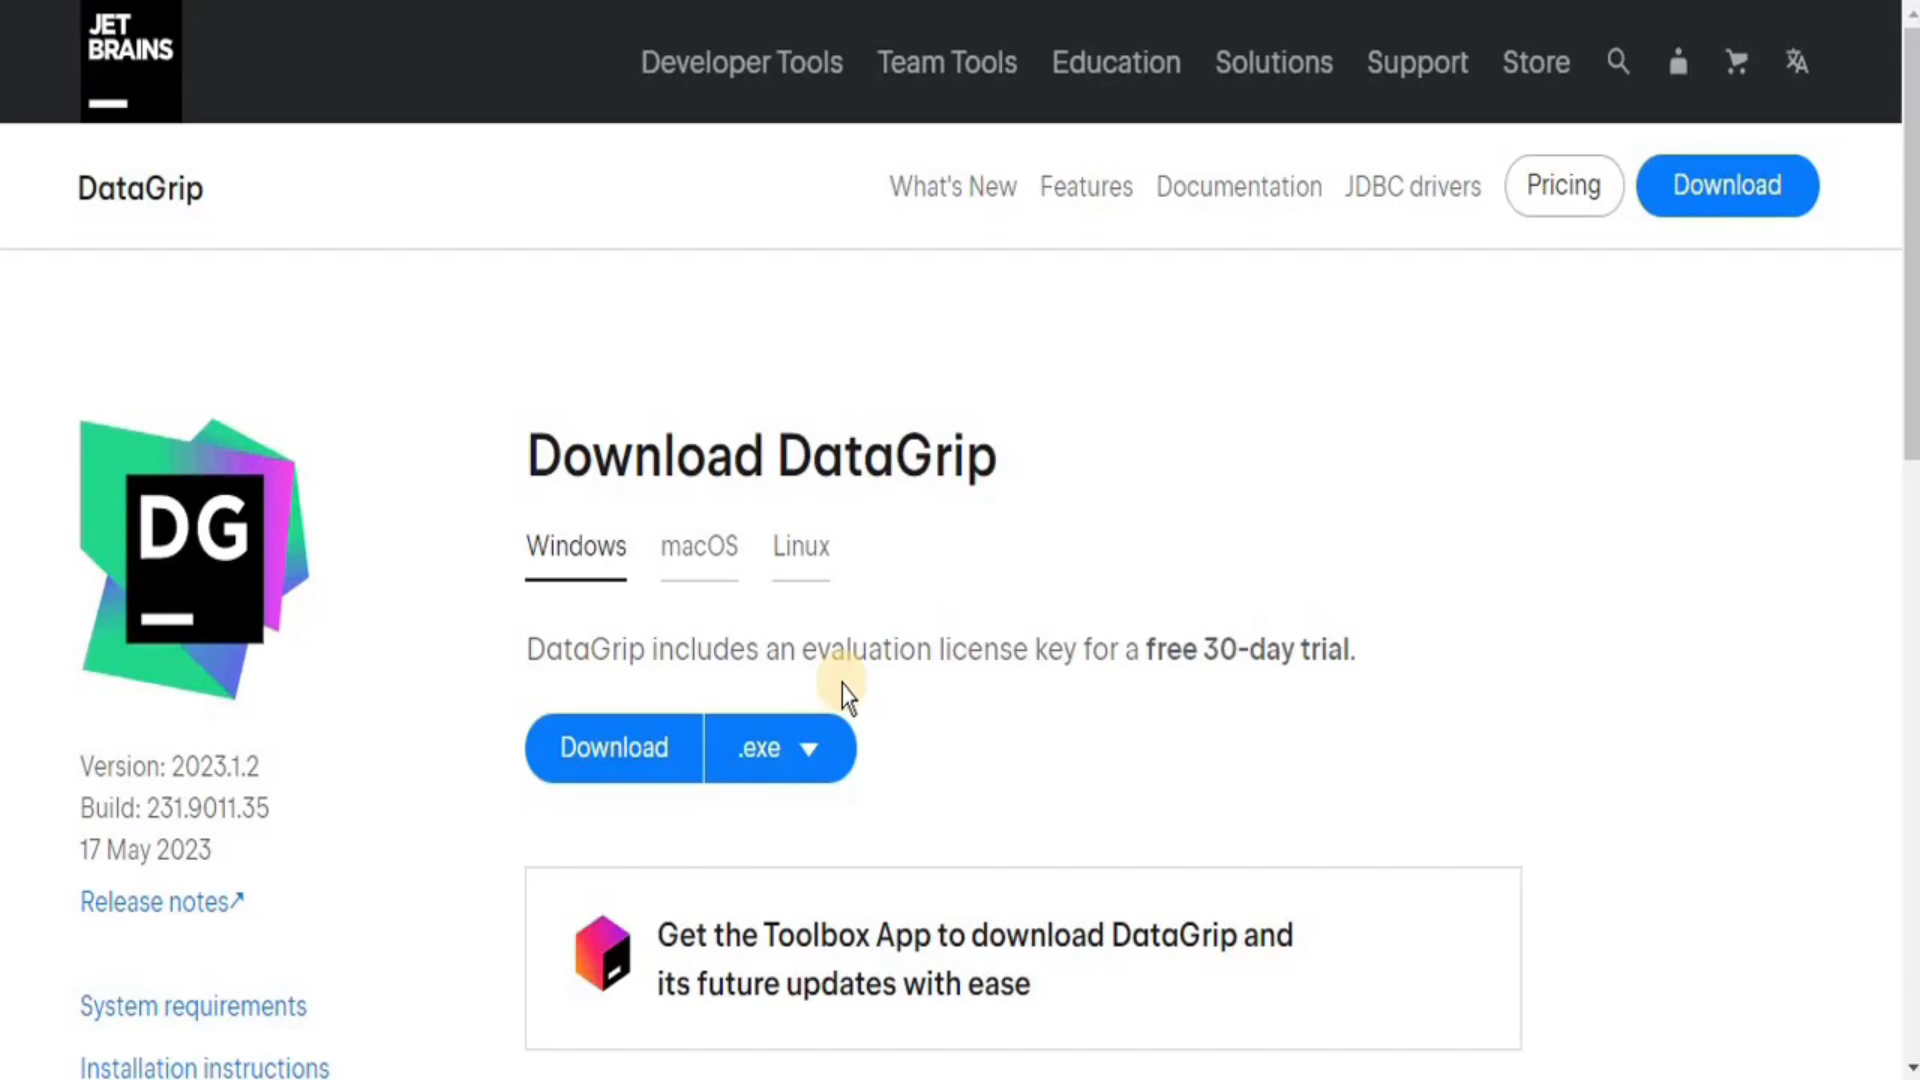 JET
BRAINS
Developer Tools Team Tools Education Solutions Support Store
DataGrip
What's New Features Documentation JDBC drivers Pricing Download
DG
Download DataGrip
Windows macOS Linux
DataGrip includes an evaluation license key for a free 30-day trial.
Download .exe
Version: 2023.1.2
Build: 231.9011.35
17 May 2023
Release notes↗
Get the Toolbox App to download DataGrip and
its future updates with ease
System requirements
Installation instructions